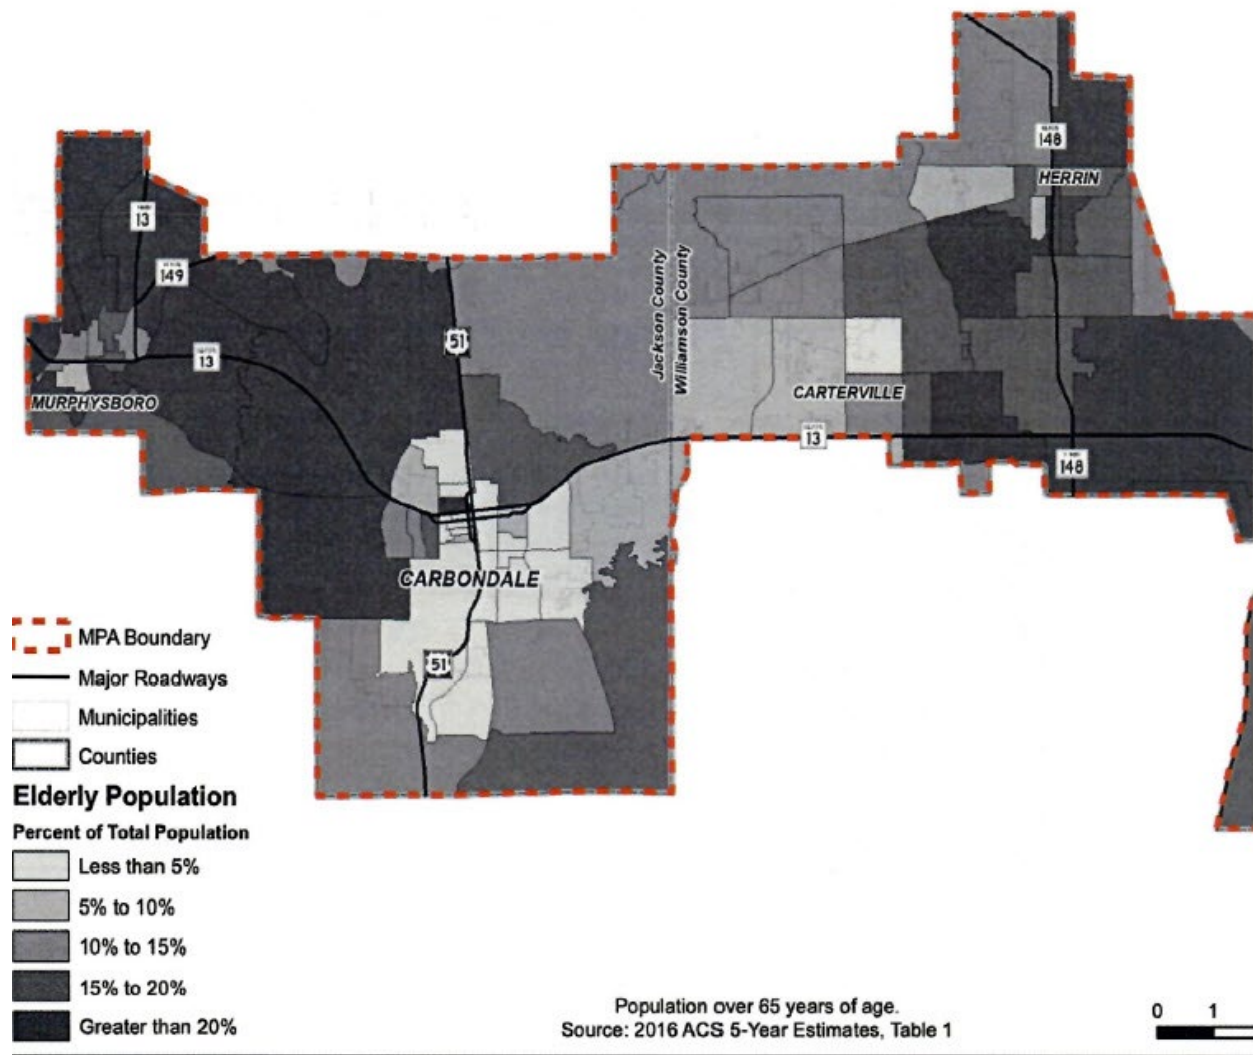 148
HERRIN
13
149
Jackson County
Williamson County
51
13
MURPHYSBORO
CARTERVILLE
13
148
CARBONDALE
51
MPA Boundary
Major Roadways
Municipalities
Counties
Elderly Population
Percent of Total Population
Less than 5%
5% to 10%
10% to 15%
15% to 20%
Greater than 20%
Population over 65 years of age.
Source: 2016 ACS 5-Year Estimates, Table 1
0 1